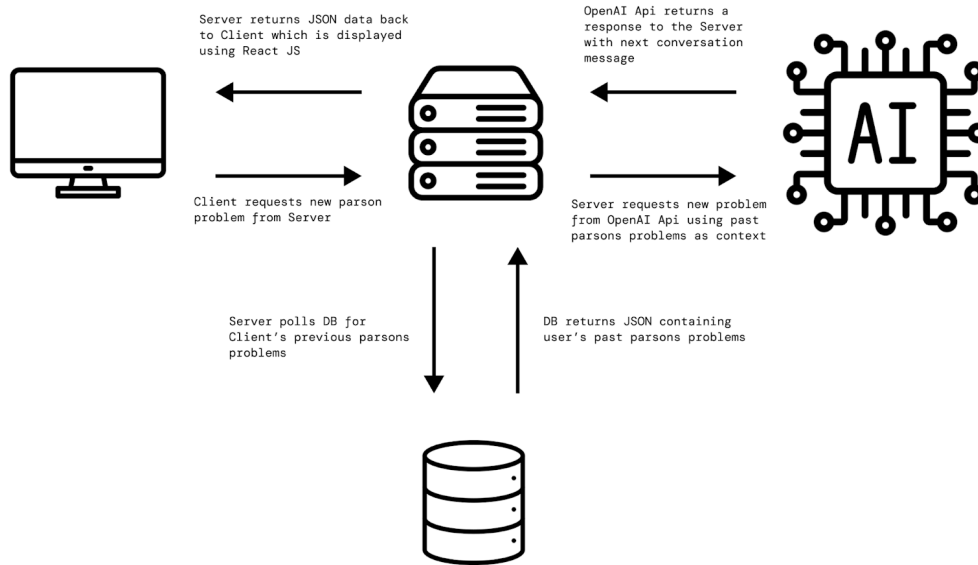 Server returns JSON data back
to Client which is displayed
using React JS
OpenAI Api returns a
response to the Server
with next conversation
message
AI
Client requests new parson
problem from Server
Server requests new problem
from OpenAI Api using past
parsons problems as context
Server polls DB for
Client's previous parsons
problems
DB returns JSON containing
user's past parsons problems